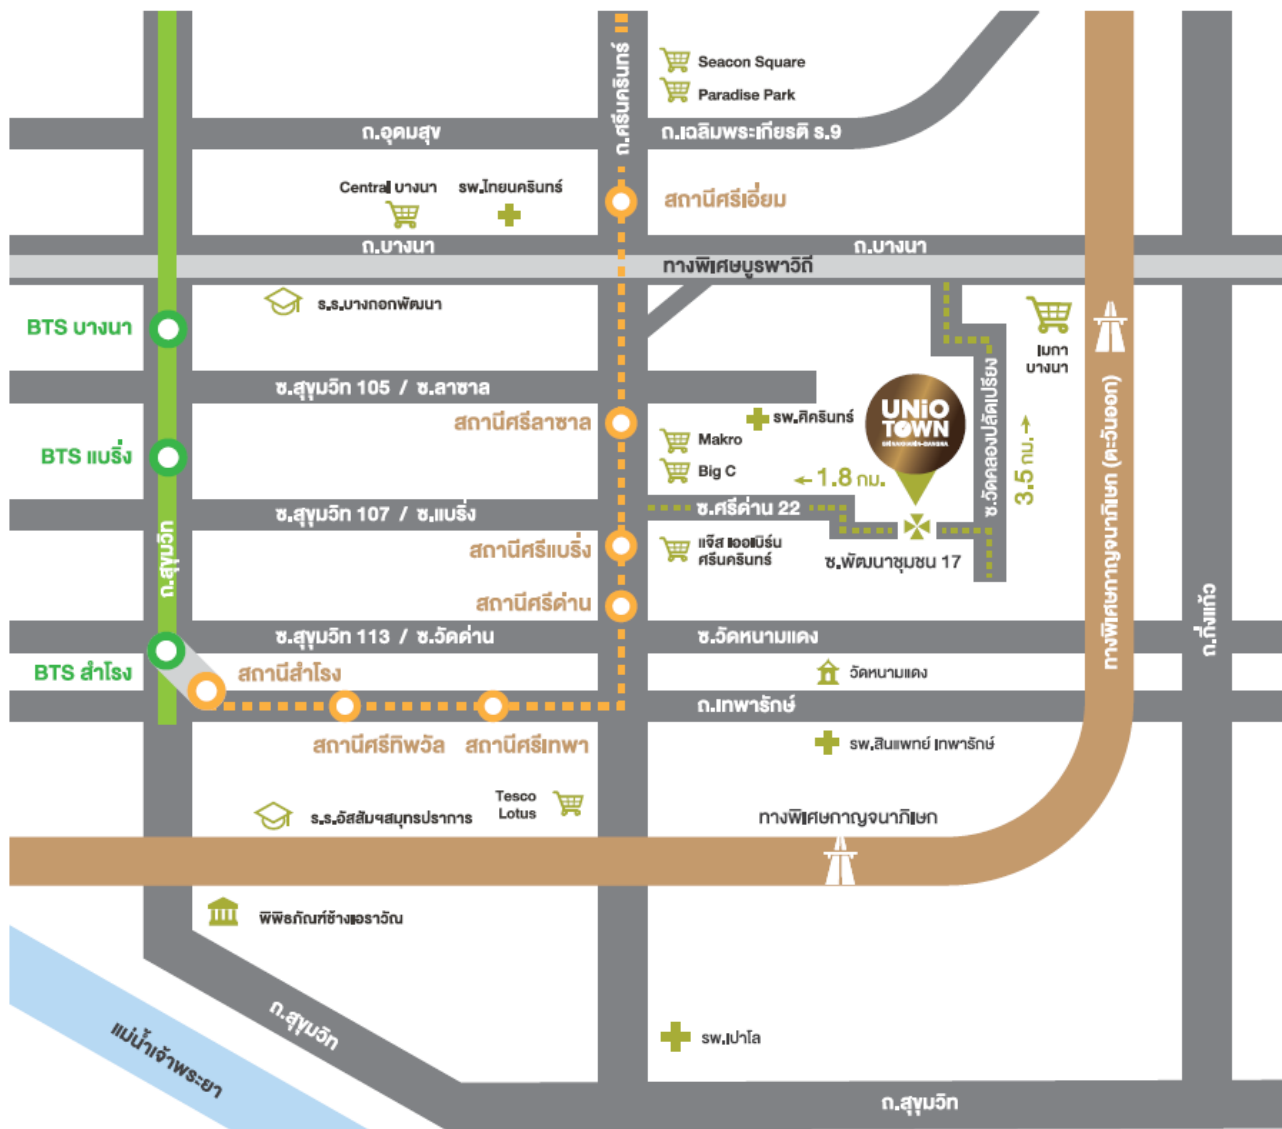 ถ.ศรีนครินทร์
Seacon Square
Paradise Park
ถ.อุดมสุข
ถ.เฉลิมพระเกียรติ ร.9
Central บางนา
รพ.ไทยนครินทร์
สถานีศรีเอี่ยม
ถ.บางนา
ถ.บางนา
ทางพิเศษบูรพาวิถี
ร.ร.บางกอกพัฒนา
BTS บางนา
เมกา
บางนา
ซ.สุขุมวิท 105 / ซ.ลาซาล
สถานีศรีลาซาล
รพ.ศิครินทร์
UNiO
TOWN
SRINAKARIN-BANGNA
ซ.วัดคลองปลัดเปรียง
ทางพิเศษกาญจนาภิเษก (ตะวันออก)
Makro
BTS แบริ่ง
Big C
← 1.8 กม.
3.5 กม. →
ซ.สุขุมวิท 107 / ซ.แบริ่ง
ซ.ศรีด่าน 22
ถ.สุขุมวิท
สถานีศรีแบริ่ง
แจ๊ส เออเบิร์น
ศรีนครินทร์
ซ.พัฒนาชุมชน 17
สถานีศรีด่าน
ถ.กิ่งแก้ว
ซ.สุขุมวิท 113 / ซ.วัดด่าน
ซ.วัดหนามแดง
BTS สำโรง
สถานีสำโรง
วัดหนามแดง
ถ.เทพารักษ์
สถานีศรีทิพวัล
สถานีศรีเทพา
รพ.สินแพทย์ เทพารักษ์
Tesco
Lotus
ร.ร.อัสสัมฯสมุทรปราการ
ทางพิเศษกาญจนาภิเษก
พิพิธภัณฑ์ช้างเอราวัณ
ถ.สุขุมวิท
แม่น้ำเจ้าพระยา
รพ.เปาโล
ถ.สุขุมวิท